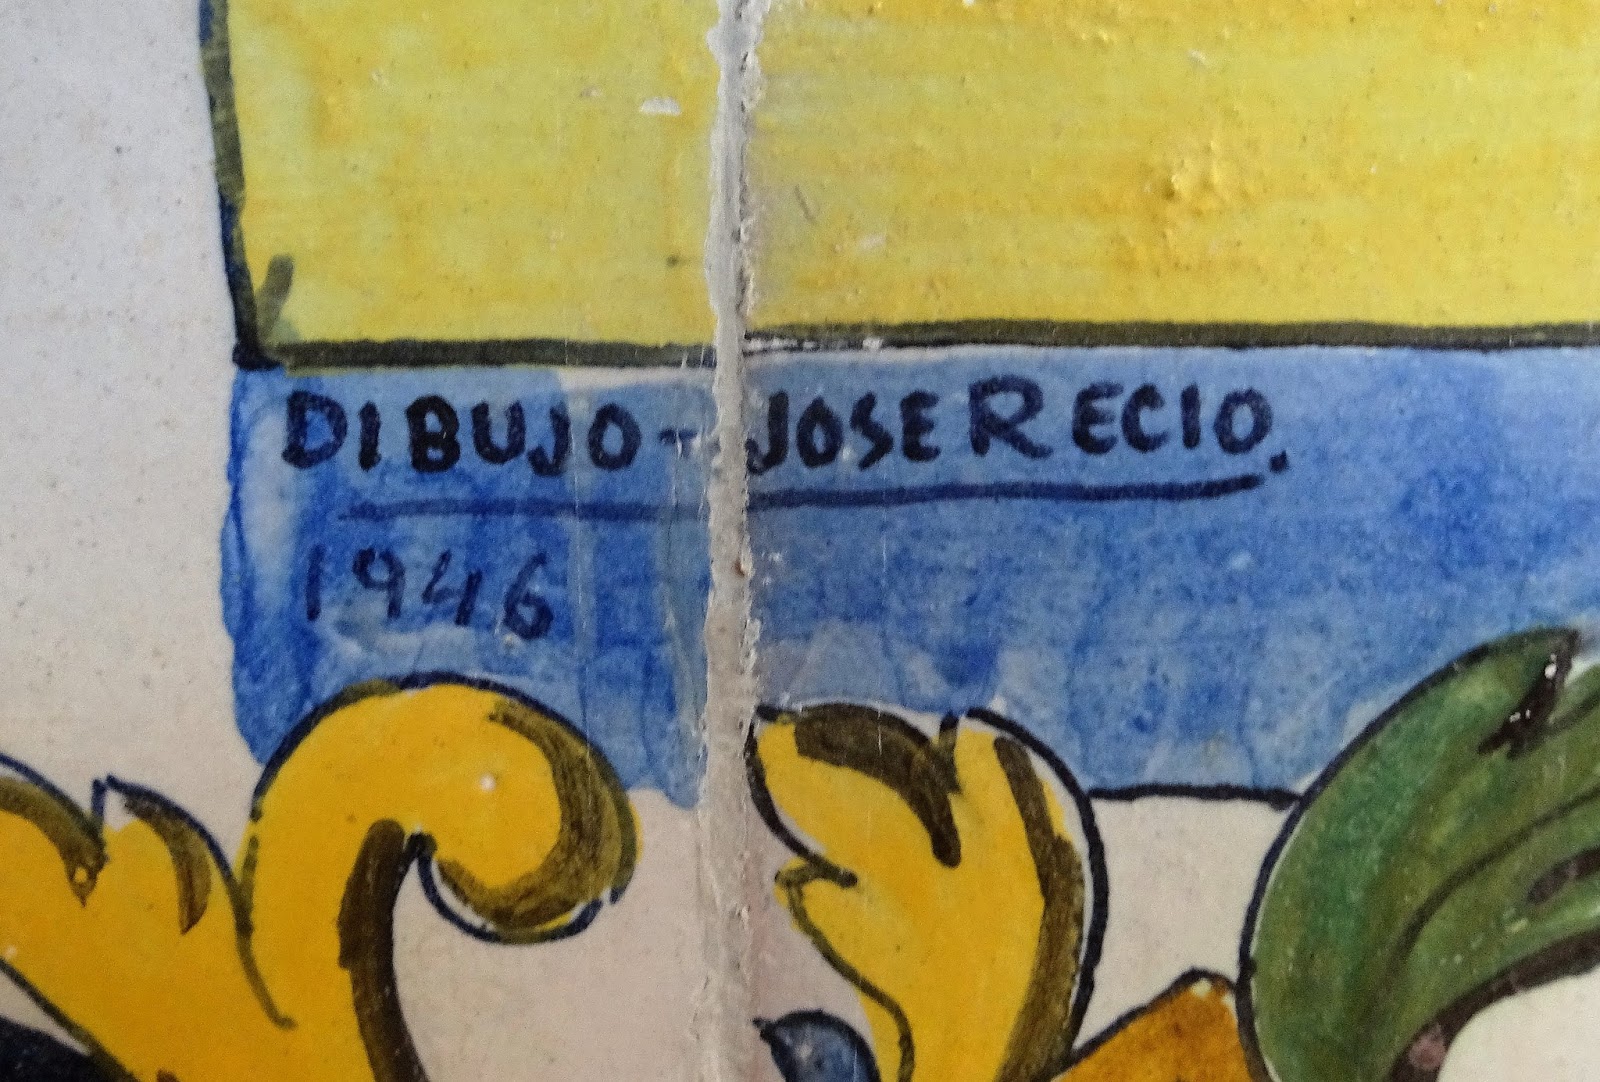 DIBUJO - JOSE RECIO.
1946